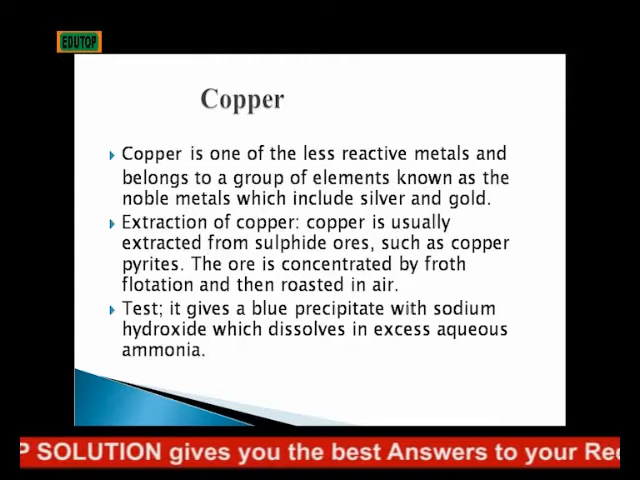 EDUTOP
Copper
Copper is one of the less reactive metals and
belongs to a group of elements known as the
noble metals which include silver and gold.
Extraction of copper: copper is usually
extracted from sulphide ores, such as copper
pyrites. The ore is concentrated by froth
flotation and then roasted in air.
Test; it gives a blue precipitate with sodium
hydroxide which dissolves in excess aqueous
ammonia.
P SOLUTION gives you the best Answers to your Req